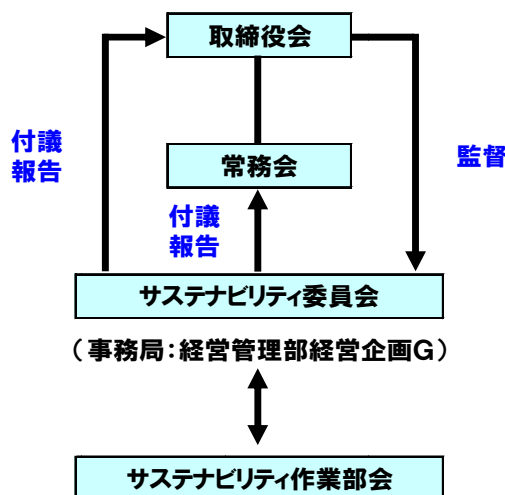 取締役会
付議
報告
監督
常務会
付議
報告
サステナビリティ委員会
(事務局:経営管理部経営企画G)
サステナビリティ作業部会